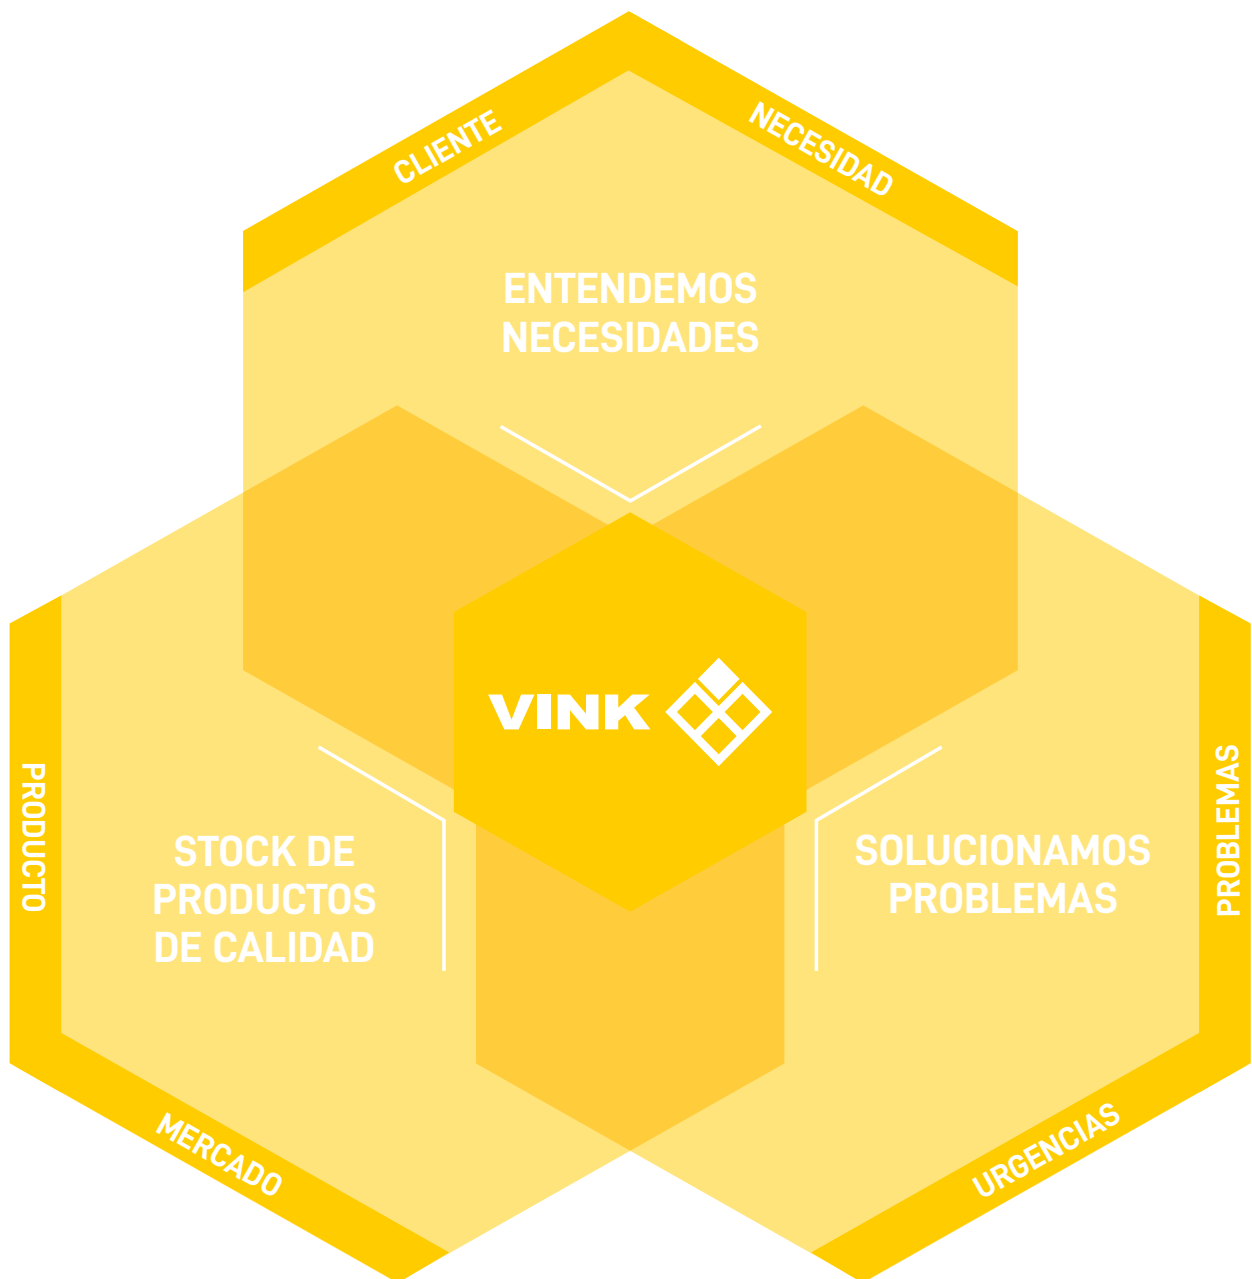 CLIENTE
NECESIDAD
ENTENDEMOS
NECESIDADES
VINK
PRODUCTO
STOCK DE
PRODUCTOS
DE CALIDAD
SOLUCIONAMOS
PROBLEMAS
PROBLEMAS
MERCADO
URGENCIAS